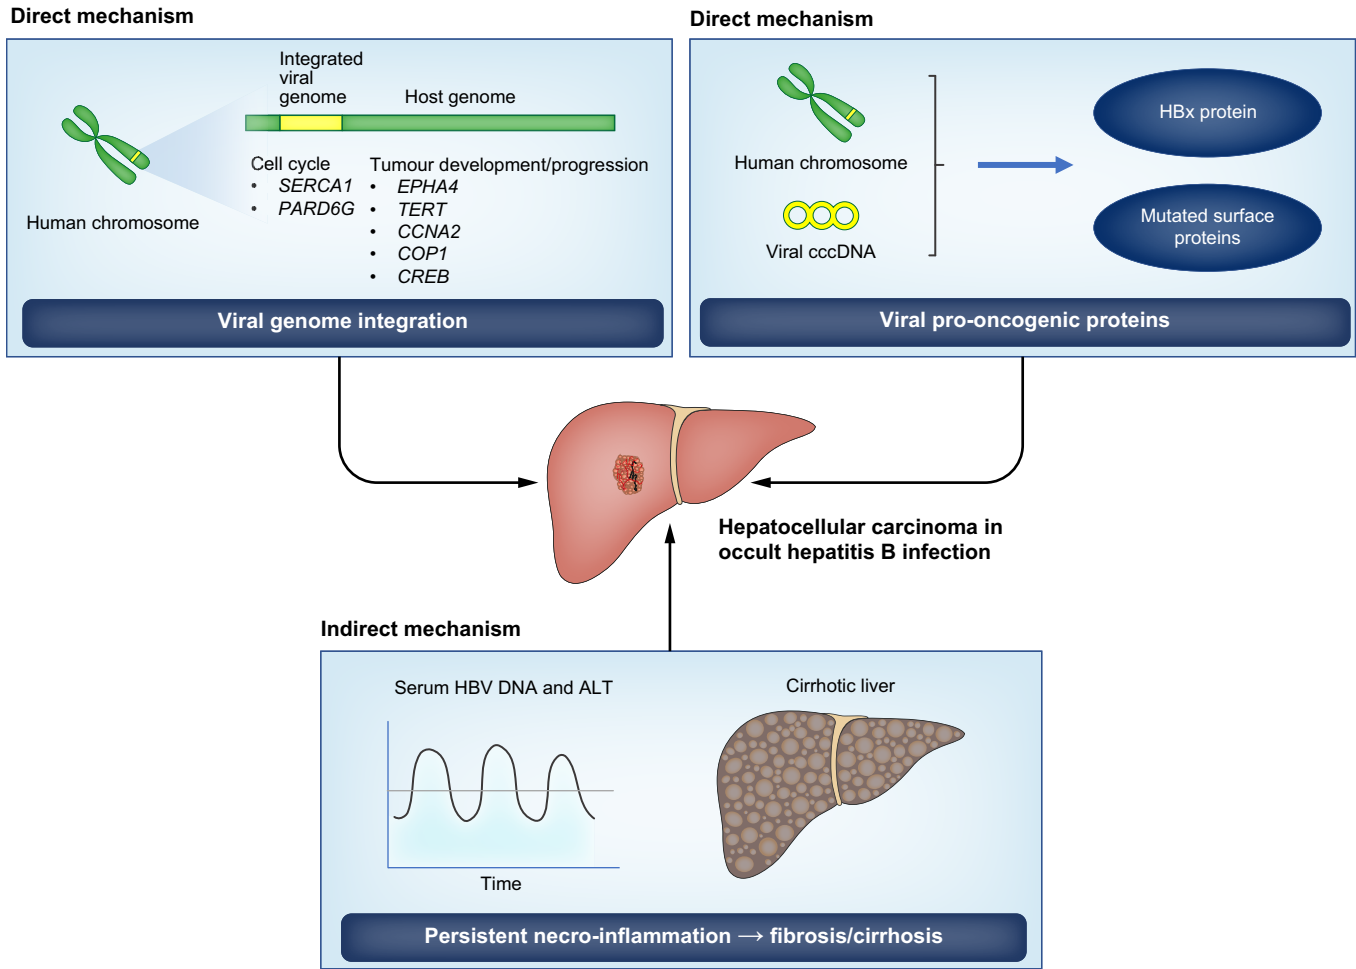 Direct mechanism
Integrated
viral
genome
Host genome
Human chromosome
Cell cycle
• SERCA1
• PARD6G
Tumour development/progression
• EPHA4
• TERT
• CCNA2
• COP1
• CREB
Viral genome integration
Direct mechanism
Human chromosome
Viral cccDNA
HBx protein
Mutated surface
proteins
Viral pro-oncogenic proteins
Hepatocellular carcinoma in
occult hepatitis B infection
Indirect mechanism
Serum HBV DNA and ALT
Time
Cirrhotic liver
Persistent necro-inflammation → fibrosis/cirrhosis